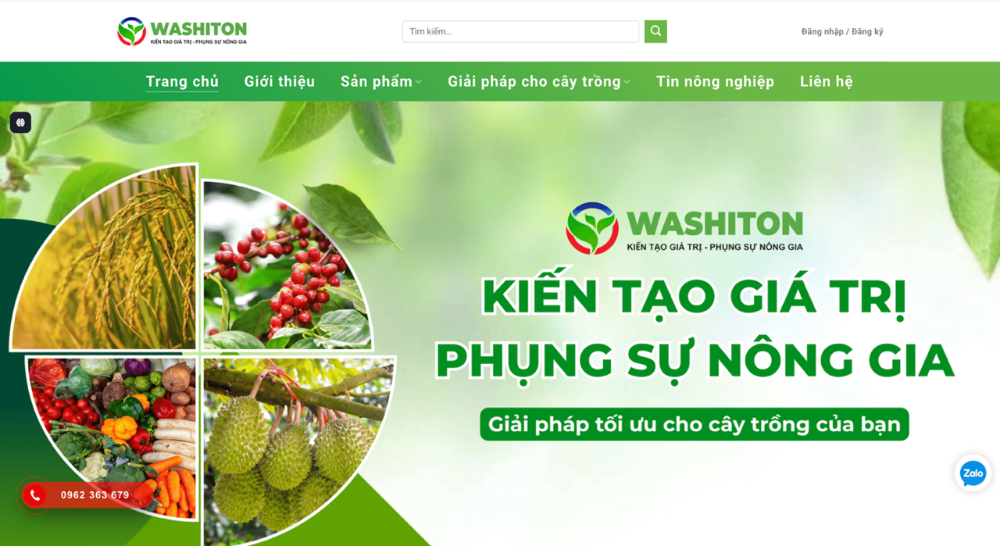 WASHITON
KIẾN TẠO GIÁ TRỊ - PHỤNG SỰ NÔNG GIA
Tìm kiếm...
Đăng nhập / Đăng ký
Trang chủ
Giới thiệu
Sản phẩm
Giải pháp cho cây trồng
Tin nông nghiệp
Liên hệ
WASHITON
KIẾN TẠO GIÁ TRỊ - PHỤNG SỰ NÔNG GIA
KIẾN TẠO GIÁ TRỊ
PHỤNG SỰ NÔNG GIA
Giải pháp tối ưu cho cây trồng của bạn
Zalo
0962 363 679